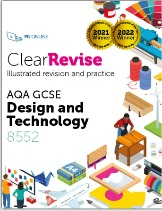 PG ONLINE
2021
Winner
2022
Winner
ClearRevise
Illustrated revision and practice
AQA GCSE
Design and
Technology
8552